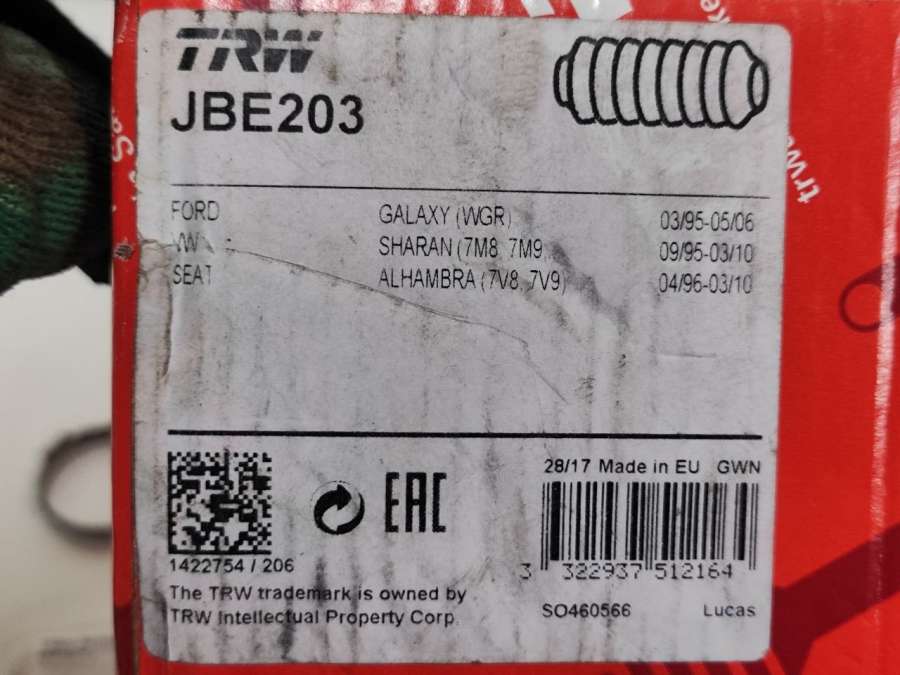 TRW
JBE203
FORD GALAXY (WGR) 03/95-05/06
VW SHARAN (7M8, 7M9, 09/95-03/10
SEAT ALHAMBRA (7V8, 7V9) 04/96-03/10
28/17 Made in EU GWN
EAC
1422754 / 206
3 322937 512164
The TRW trademark is owned by
TRW Intellectual Property Corp.
SO460566 Lucas
trw